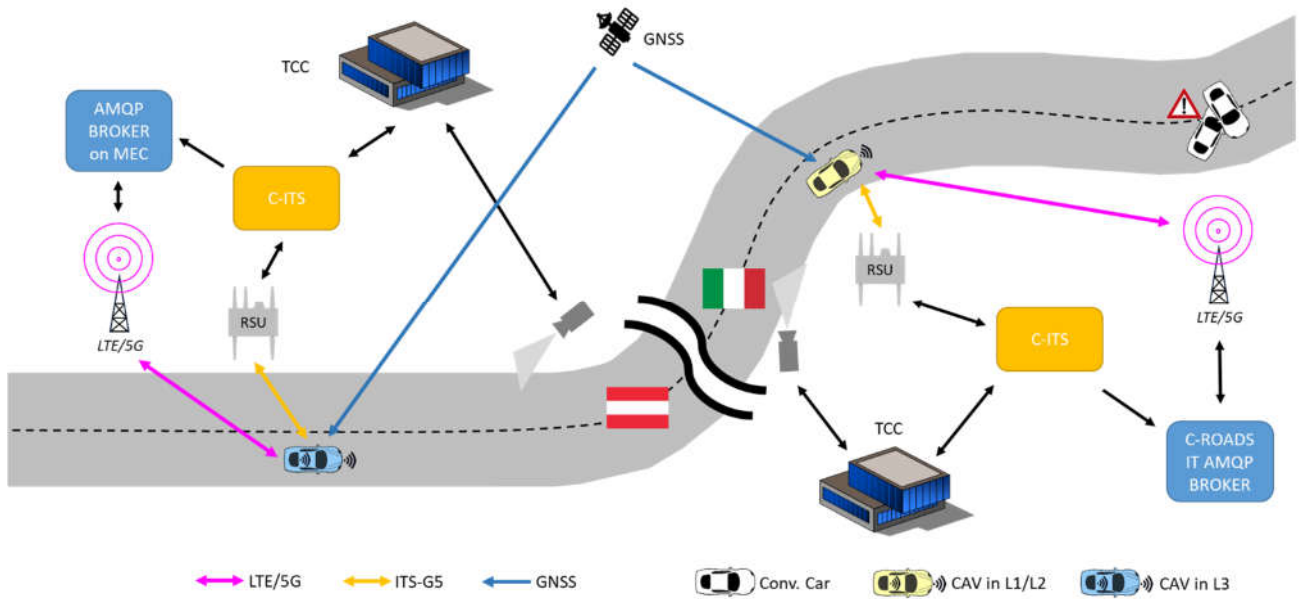 GNSS
TCC
AMQP
BROKER
on MEC
C-ITS
RSU
LTE/5G
RSU
LTE/5G
C-ITS
TCC
C-ROADS
IT AMQP
BROKER
LTE/5G
ITS-G5
GNSS
Conv. Car
CAV in L1/L2
CAV in L3